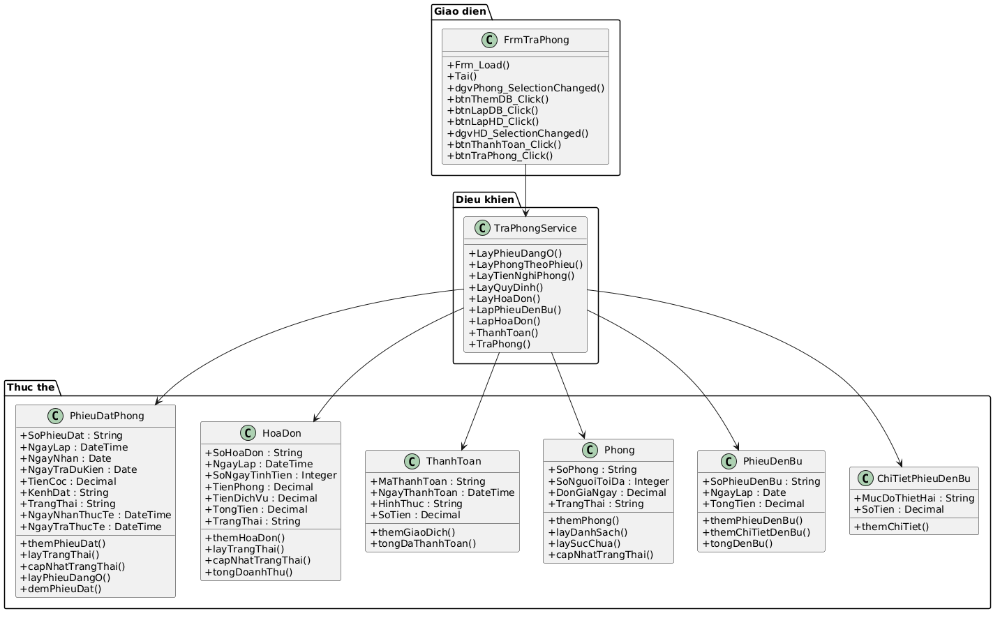 Giao dien
C FrmTraPhong
+Frm_Load()
+Tai()
+dgvPhong_SelectionChanged()
+btnThemDB_Click()
+btnLapDB_Click()
+btnLapHD_Click()
+dgvHD_SelectionChanged()
+btnThanhToan_Click()
+btnTraPhong_Click()
Dieu khien
C TraPhongService
+LayPhieuDangO()
+LayPhongTheoPhieu()
+LayTienNghiPhong()
+LayQuyDinh()
+LayHoaDon()
+LapPhieuDenBu()
+LapHoaDon()
+ThanhToan()
+TraPhong()
Thuc the
C PhieuDatPhong
+SoPhieuDat : String
+NgayLap : DateTime
+NgayNhan : Date
+NgayTraDuKien : Date
+TienCoc : Decimal
+KenhDat : String
+TrangThai : String
+NgayNhanThucTe : DateTime
+NgayTraThucTe : DateTime
+themPhieuDat()
+layTrangThai()
+capNhatTrangThai()
+layPhieuDangO()
+demPhieuDat()
C HoaDon
+SoHoaDon : String
+NgayLap : DateTime
+SoNgayTinhTien : Integer
+TienPhong : Decimal
+TienDichVu : Decimal
+TongTien : Decimal
+TrangThai : String
+themHoaDon()
+layTrangThai()
+capNhatTrangThai()
+tongDoanhThu()
C ThanhToan
+MaThanhToan : String
+NgayThanhToan : DateTime
+HinhThuc : String
+SoTien : Decimal
+themGiaoDich()
+tongDaThanhToan()
C Phong
+SoPhong : String
+SoNguoiToiDa : Integer
+DonGiaNgay : Decimal
+TrangThai : String
+themPhong()
+layDanhSach()
+laySucChua()
+capNhatTrangThai()
C PhieuDenBu
+SoPhieuDenBu : String
+NgayLap : Date
+TongTien : Decimal
+themPhieuDenBu()
+themChiTietDenBu()
+tongDenBu()
C ChiTietPhieuDenBu
+MucDoThietHai : String
+SoTien : Decimal
+themChiTiet()